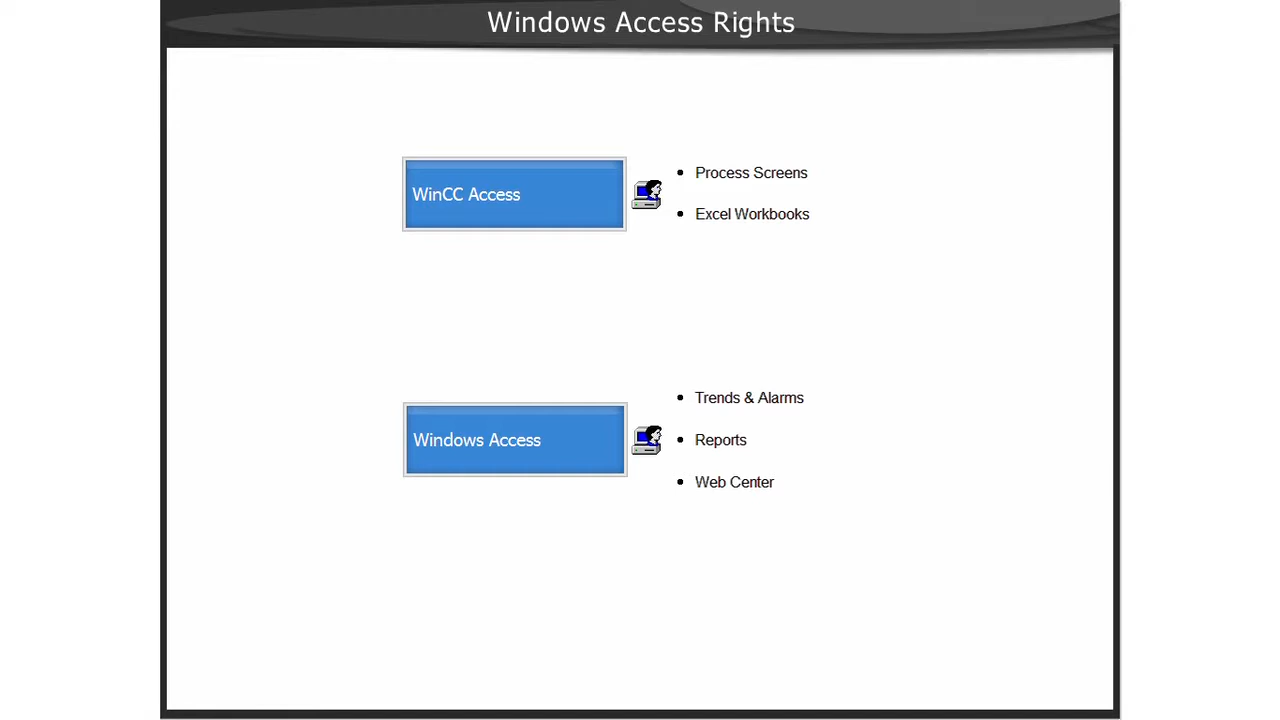 Windows Access Rights
WinCC Access
• Process Screens
• Excel Workbooks
Windows Access
• Trends & Alarms
• Reports
• Web Center